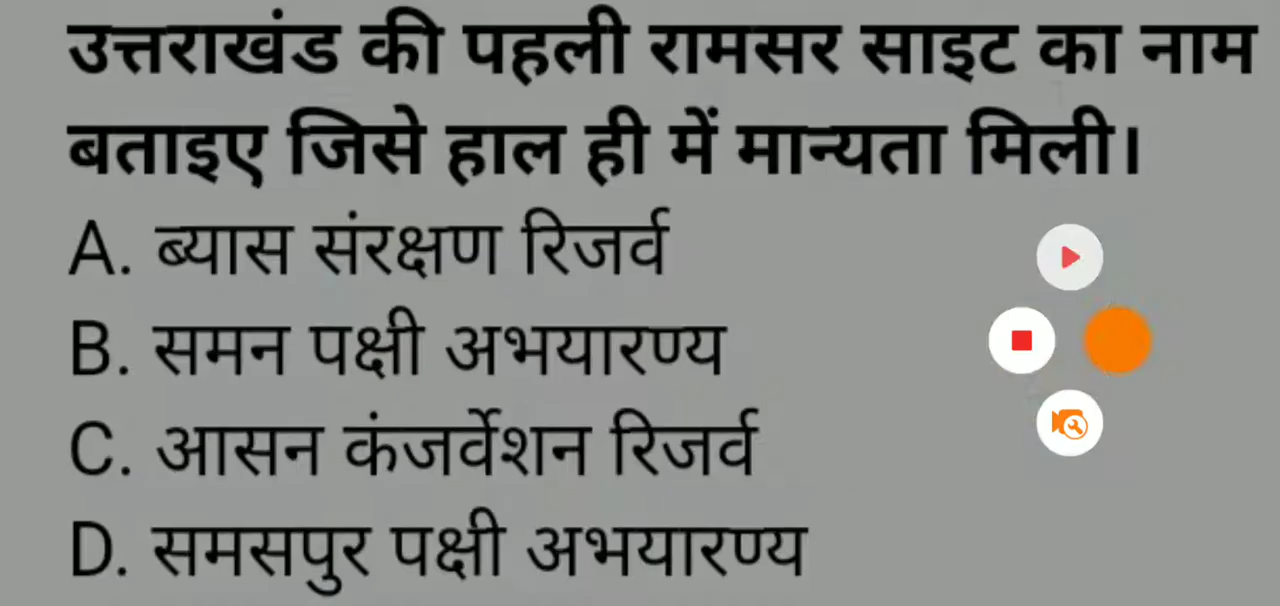 उत्तराखंड की पहली रामसर साइट का नाम
बताइए जिसे हाल ही में मान्यता मिली।
A. ब्यास संरक्षण रिजर्व
B. समन पक्षी अभयारण्य
C. आसन कंजर्वेशन रिजर्व
D. समसपुर पक्षी अभयारण्य